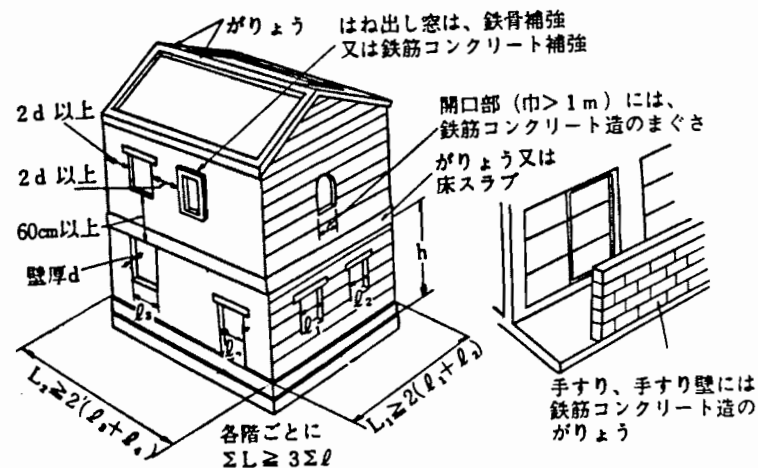 がりょう
はね出し窓は、鉄骨補強
又は鉄筋コンクリート補強
2d以上
開口部（巾＞1m）には、
鉄筋コンクリート造のまぐさ
2d以上
がりょう又は
床スラブ
60cm以上
h
壁厚d
ℓ₃
ℓ₁
ℓ₂
L₂≧2(ℓ₃+ℓ₄)
L₁≧2(ℓ₁+ℓ₂)
各階ごとに
ΣL≧3Σℓ
手すり、手すり壁には
鉄筋コンクリート造の
がりょう